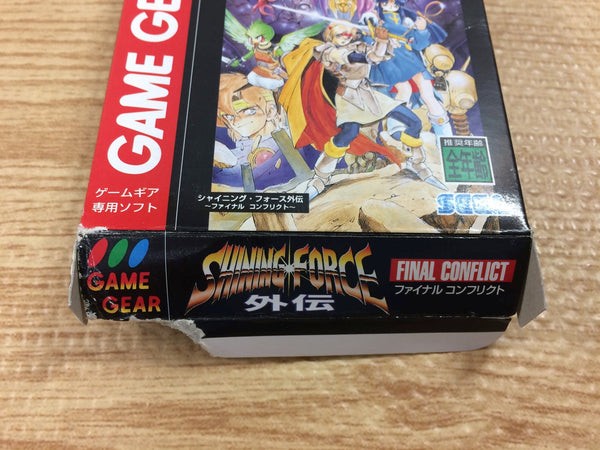 GAME GE
ゲームギア
専用ソフト
シャイニング・フォース外伝
～ファイナル コンフリクト～
推奨年齢
全年齢
SEGA
GAME
GEAR
SHINING FORCE
外伝
FINAL CONFLICT
ファイナル コンフリクト